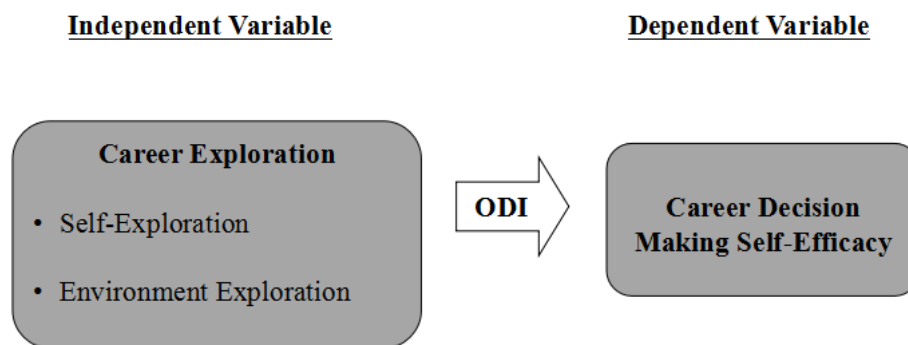 Independent Variable
Dependent Variable
Career Exploration
• Self-Exploration
• Environment Exploration
ODI
Career Decision
Making Self-Efficacy